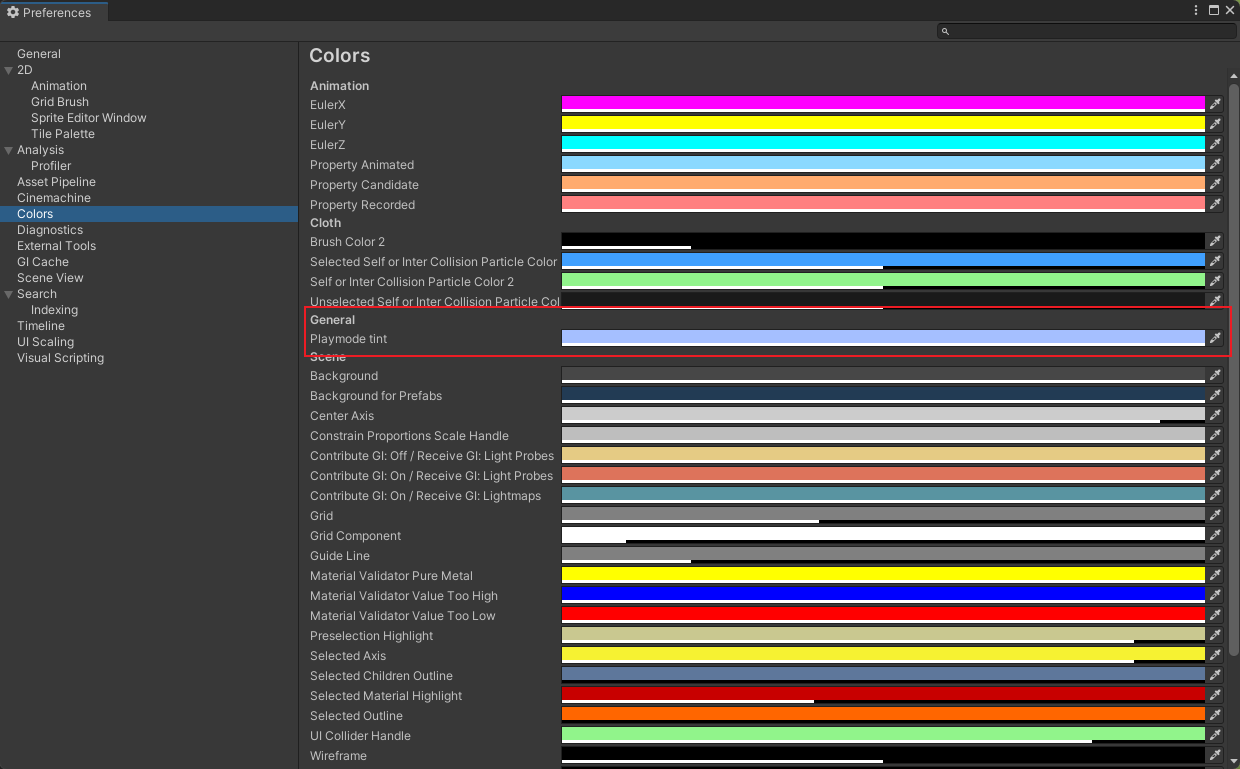 Preferences
General
2D
Animation
Grid Brush
Sprite Editor Window
Tile Palette
Analysis
Profiler
Asset Pipeline
Cinemachine
Colors
Diagnostics
External Tools
GI Cache
Scene View
Search
Indexing
Timeline
UI Scaling
Visual Scripting
Colors
Animation
EulerX
EulerY
EulerZ
Property Animated
Property Candidate
Property Recorded
Cloth
Brush Color 2
Selected Self or Inter Collision Particle Color
Self or Inter Collision Particle Color 2
Unselected Self or Inter Collision Particle Col
General
Playmode tint
Scene
Background
Background for Prefabs
Center Axis
Constrain Proportions Scale Handle
Contribute GI: Off / Receive GI: Light Probes
Contribute GI: On / Receive GI: Light Probes
Contribute GI: On / Receive GI: Lightmaps
Grid
Grid Component
Guide Line
Material Validator Pure Metal
Material Validator Value Too High
Material Validator Value Too Low
Preselection Highlight
Selected Axis
Selected Children Outline
Selected Material Highlight
Selected Outline
UI Collider Handle
Wireframe